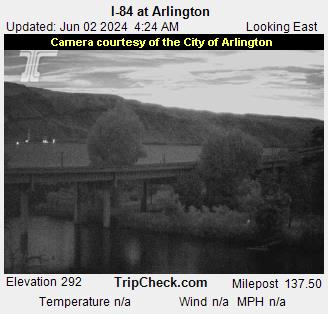 I-84 at Arlington
Updated: Jun 02 2024 4:24 AM Looking East
Camera courtesy of the City of Arlington
Elevation 292 TripCheck.com Milepost 137.50
Temperature n/a Wind n/a MPH n/a